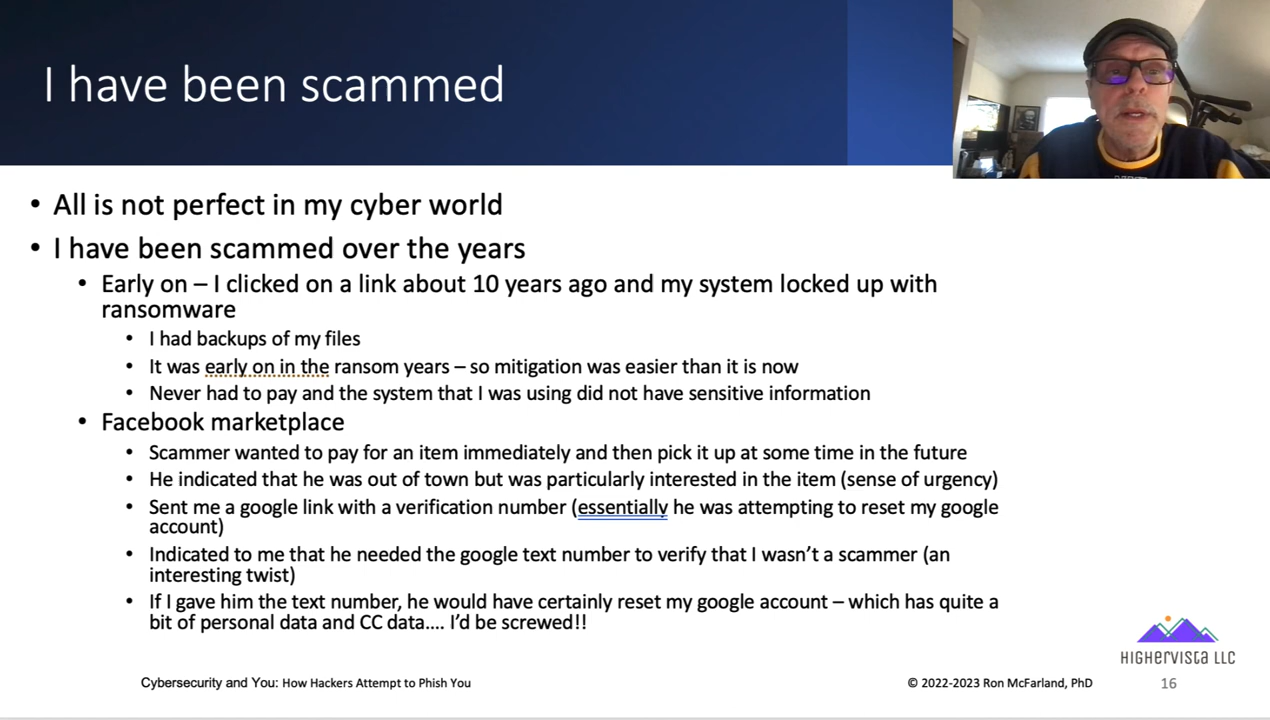 I have been scammed
• All is not perfect in my cyber world
• I have been scammed over the years
• Early on – I clicked on a link about 10 years ago and my system locked up with
ransomware
• I had backups of my files
• It was early on in the ransom years – so mitigation was easier than it is now
• Never had to pay and the system that I was using did not have sensitive information
• Facebook marketplace
• Scammer wanted to pay for an item immediately and then pick it up at some time in the future
• He indicated that he was out of town but was particularly interested in the item (sense of urgency)
• Sent me a google link with a verification number (essentially he was attempting to reset my google
account)
• Indicated to me that he needed the google text number to verify that I wasn’t a scammer (an
interesting twist)
• If I gave him the text number, he would have certainly reset my google account – which has quite a
bit of personal data and CC data…. I’d be screwed!!
HIGHERVISTA LLC
Cybersecurity and You: How Hackers Attempt to Phish You
© 2022-2023 Ron McFarland, PhD
16